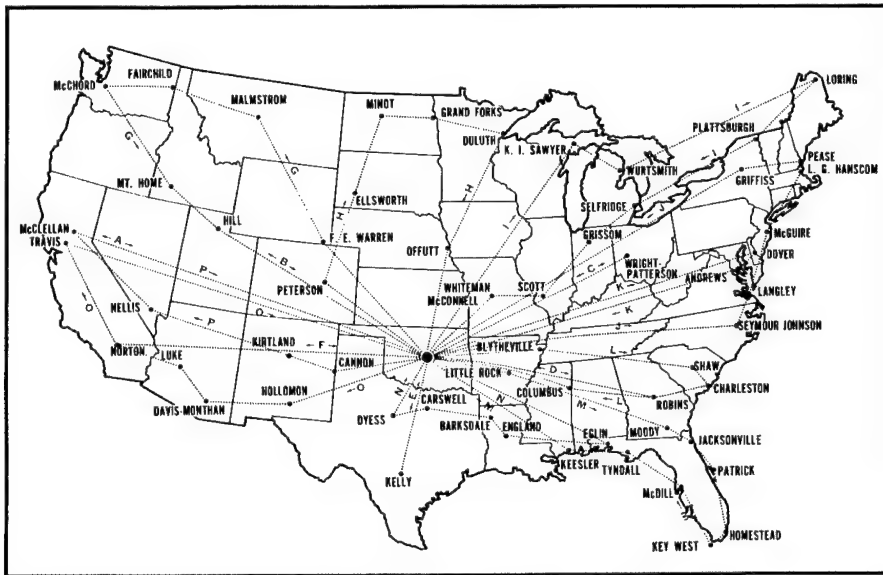 McCHORD
FAIRCHILD
MALMSTROM
MINOT
GRAND FORKS
DULUTH
K. I. SAWYER
WURTSMITH
PLATTSBURGH
LORING
PEASE
L. G. HANSCOM
GRIFFISS
SELFRIDGE
McGUIRE
DOVER
G
G
H
H
I
I
I
J
MT. HOME
ELLSWORTH
HILL
F. E. WARREN
OFFUTT
GRISSOM
WRIGHT-
PATTERSON
ANDREWS
LANGLEY
McCLELLAN
TRAVIS
A
B
P
C
K
K
PETERSON
WHITEMAN
McCONNELL
SCOTT
SEYMOUR JOHNSON
O
NELLIS
P
O
F
J
L
NORTON
LUKE
KIRTLAND
CANNON
BLYTHEVILLE
LITTLE ROCK
SHAW
CHARLESTON
DAVIS-MONTHAN
HOLLOMON
O
N
E
CARSWELL
COLUMBUS
D
M
L
ROBINS
DYESS
BARKSDALE
M
N
ENGLAND
EGLIN
MOODY
JACKSONVILLE
KELLY
KEESLER
TYNDALL
PATRICK
McDILL
KEY WEST
HOMESTEAD